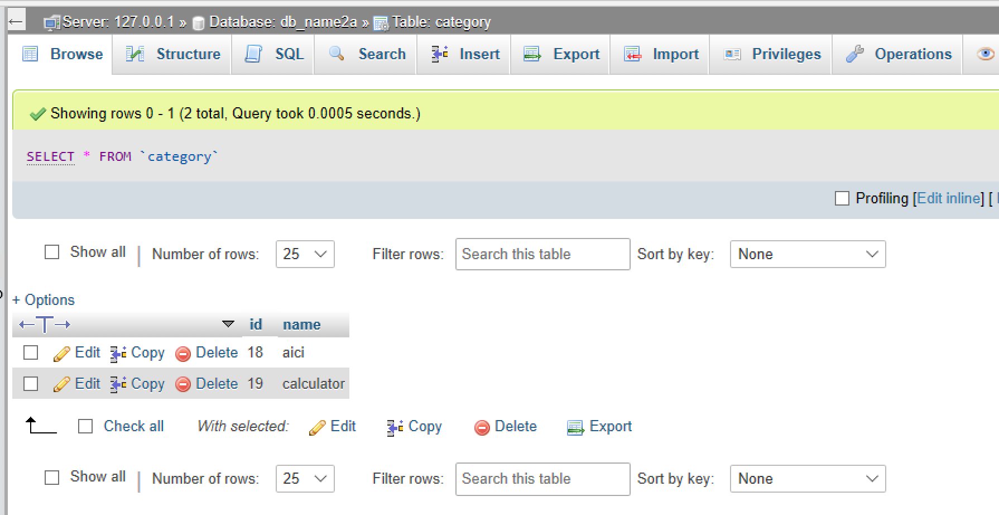 ← Server: 127.0.0.1 » Database: db_name2a » Table: category
Browse Structure SQL Search Insert Export Import Privileges Operations
Showing rows 0 - 1 (2 total, Query took 0.0005 seconds.)
SELECT * FROM `category`
Profiling [Edit inline] [
Show all | Number of rows: 25 Filter rows: Search this table Sort by key: None
+ Options
←T→ id name
Edit Copy Delete 18 aici
Edit Copy Delete 19 calculator
Check all With selected: Edit Copy Delete Export
Show all | Number of rows: 25 Filter rows: Search this table Sort by key: None